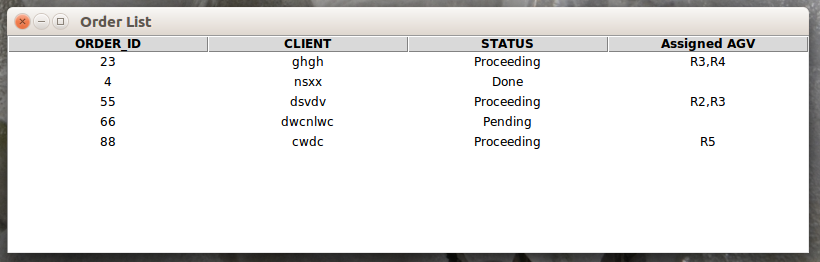 Order List
ORDER_ID CLIENT STATUS Assigned AGV
23 ghgh Proceeding R3,R4
4 nsxx Done
55 dsvdv Proceeding R2,R3
66 dwcnlwc Pending
88 cwdc Proceeding R5